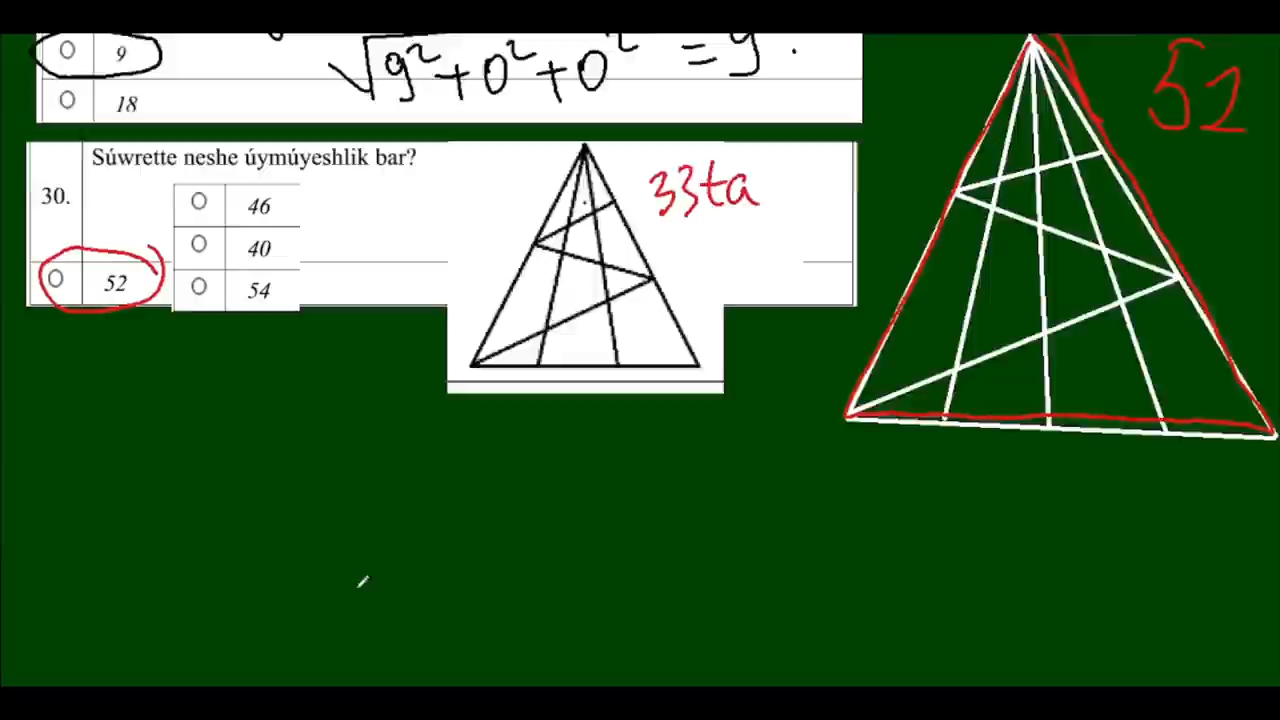 9
√9²+0²+0² = 9.
18
30.
Súwrette neshe úymúyeshlik bar?
46
40
52
54
33ta
52